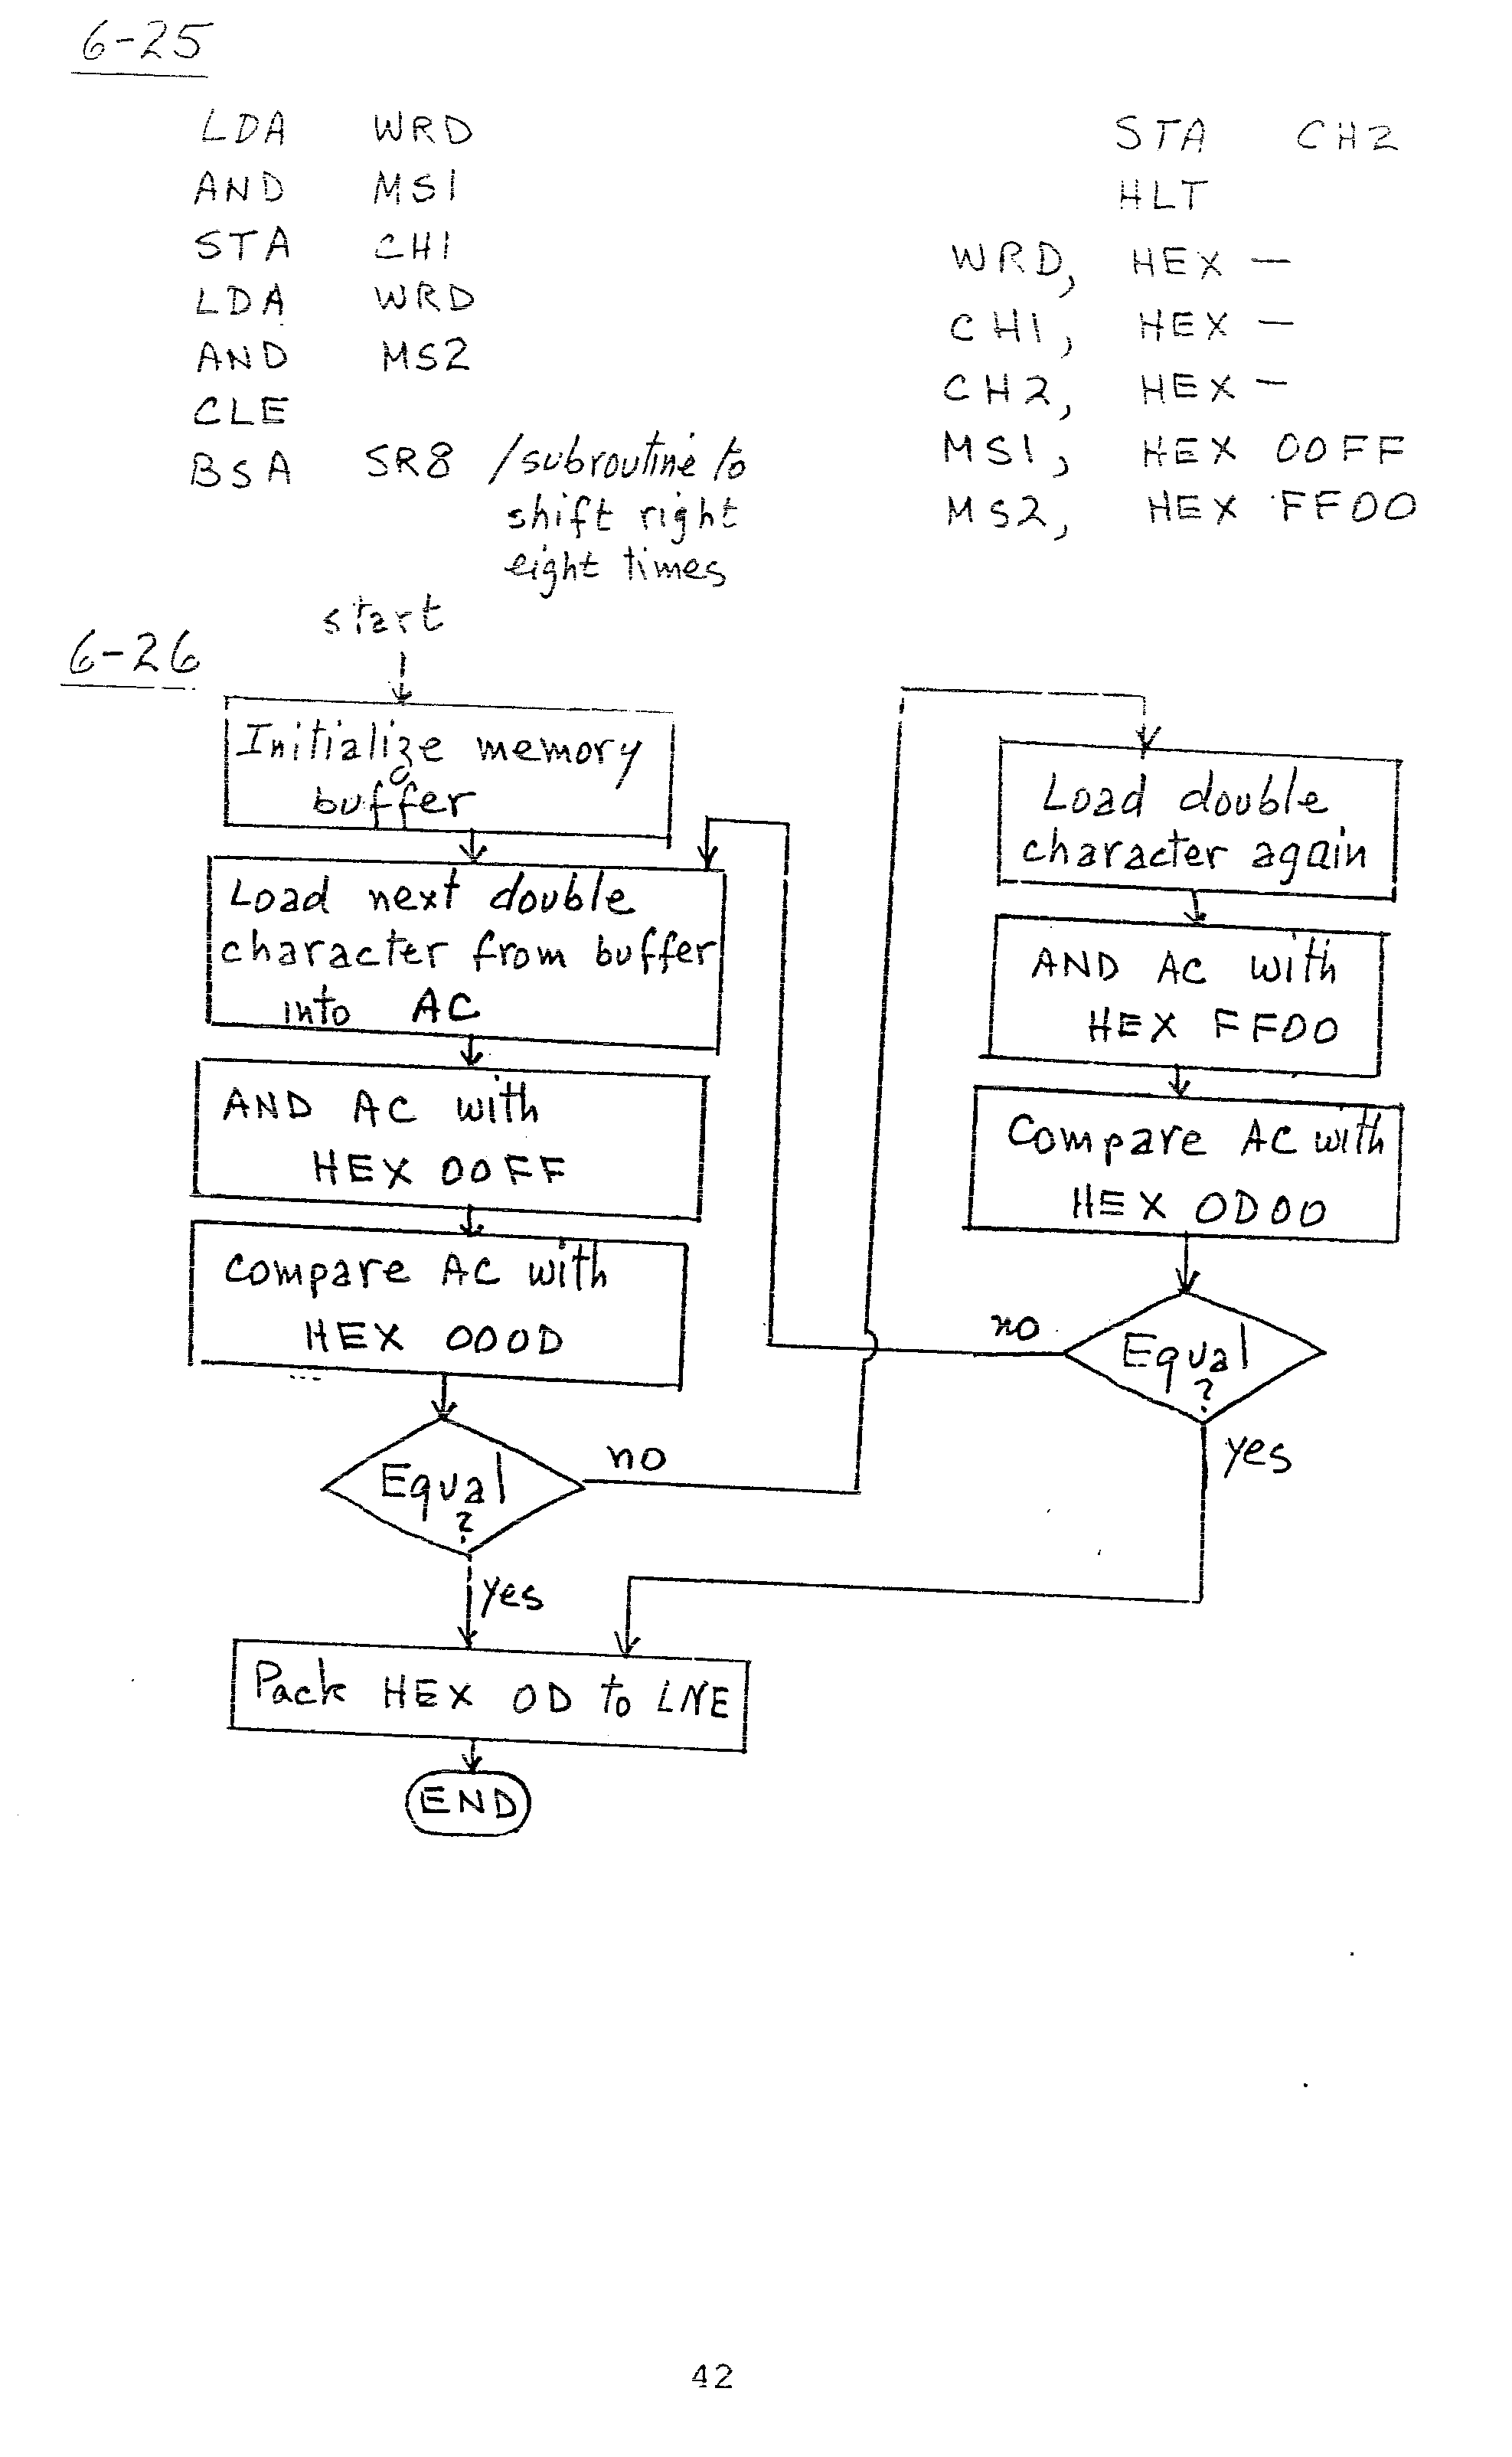 6-25
LDA WRD
AND MS1
STA CH1
LDA WRD
AND MS2
CLE
BSA SR8 /subroutine to
shift right
eight times
STA CH2
HLT
WRD, HEX —
CH1, HEX —
CH2, HEX —
MS1, HEX 00FF
MS2, HEX FF00
6-26
start
Initialize memory
buffer
Load next double
character from buffer
into AC
AND AC with
HEX 00FF
Compare AC with
HEX 000D
Equal
?
no
yes
Load double
character again
AND AC with
HEX FF00
Compare AC with
HEX 0D00
Equal
?
no
yes
Pack HEX 0D to LNE
END
42